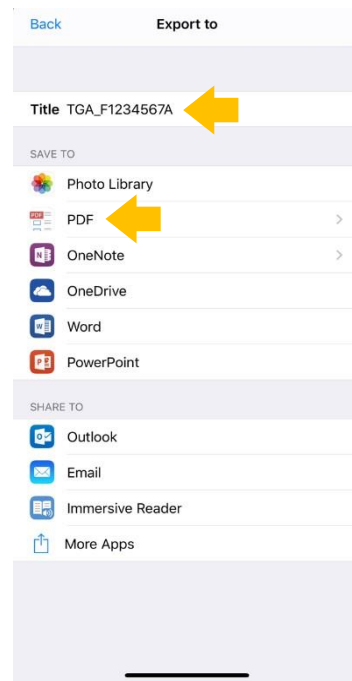 Back Export to
Title TGA_F1234567A
SAVE TO
Photo Library
PDF
OneNote
OneDrive
Word
PowerPoint
SHARE TO
Outlook
Email
Immersive Reader
More Apps